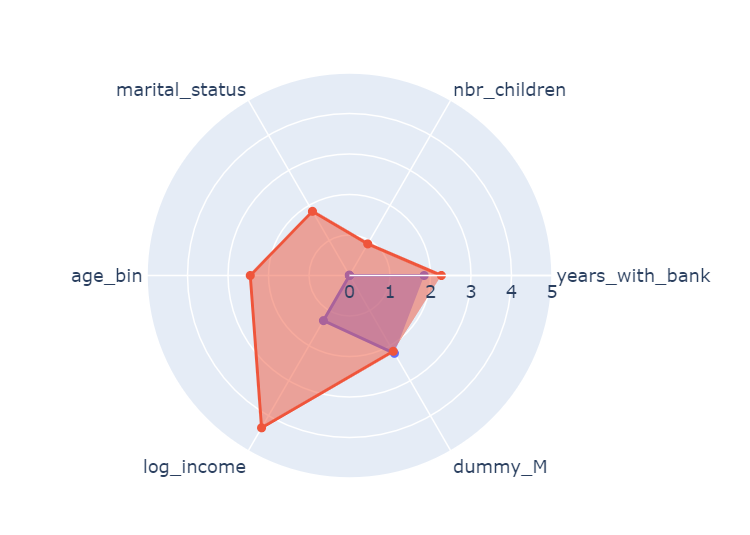 marital_status
nbr_children
age_bin
years_with_bank
0 1 2 3 4 5
log_income
dummy_M